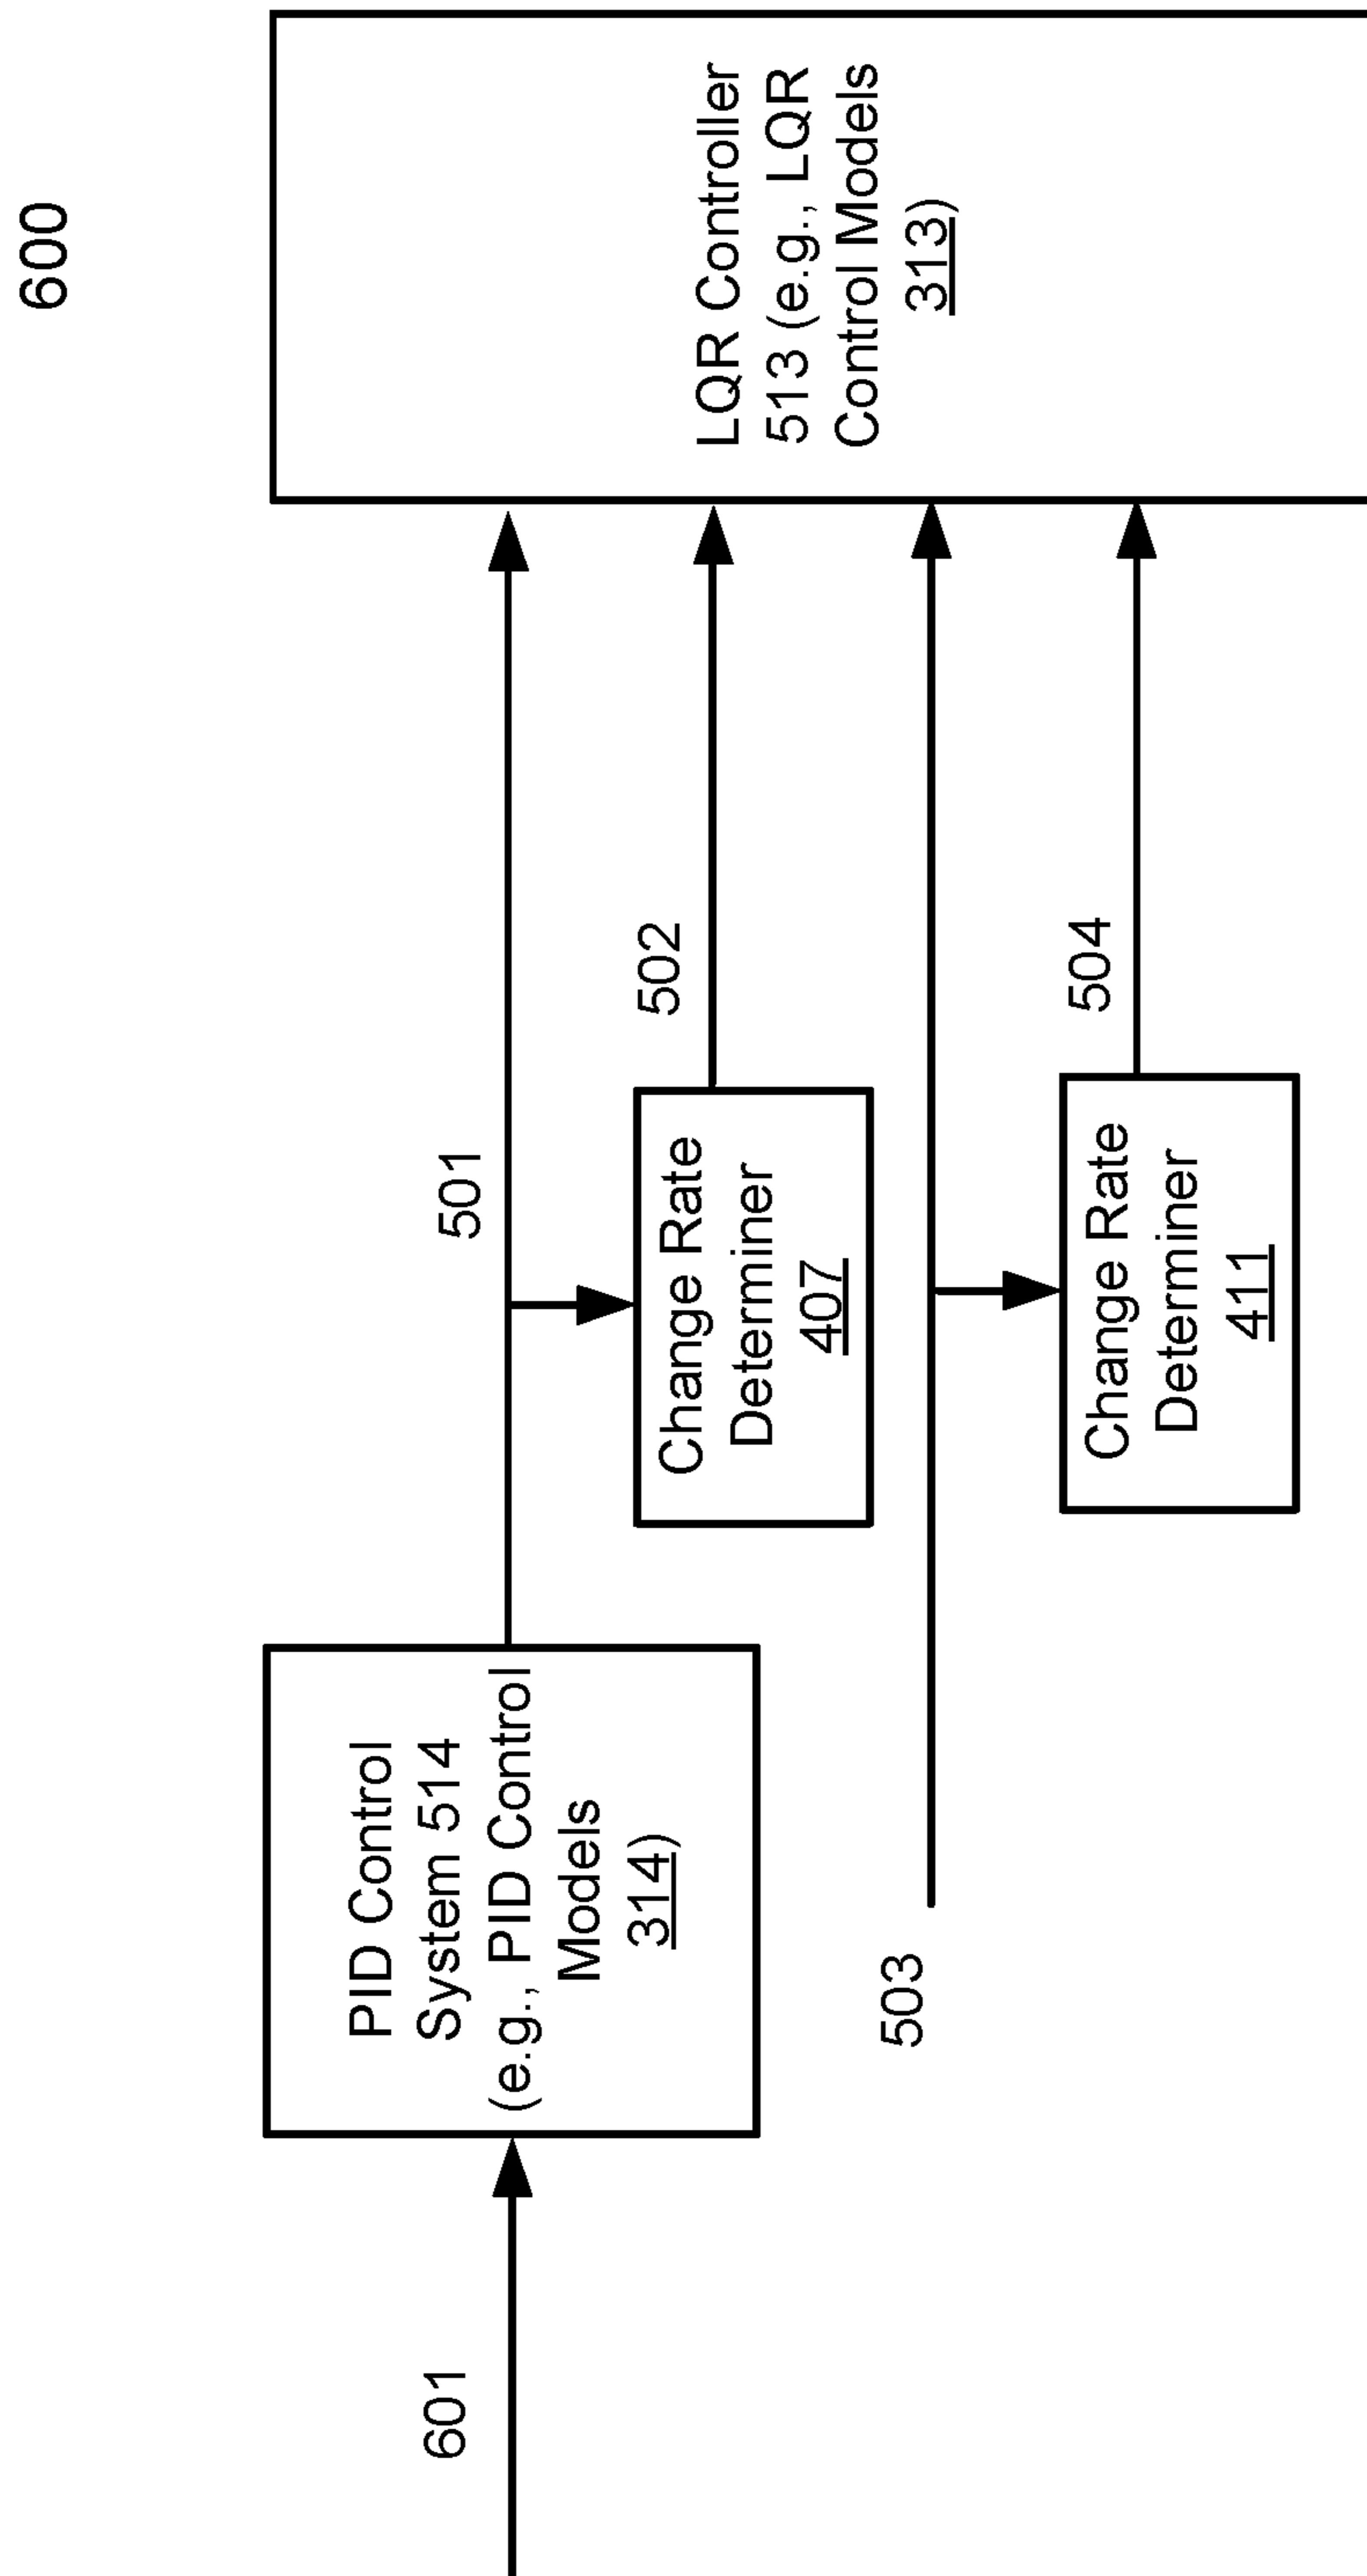 600
601
PID Control
System 514
(e.g., PID Control
Models
314)
501
Change Rate
Determiner
407
502
503
Change Rate
Determiner
411
504
LQR Controller
513 (e.g., LQR
Control Models
313)